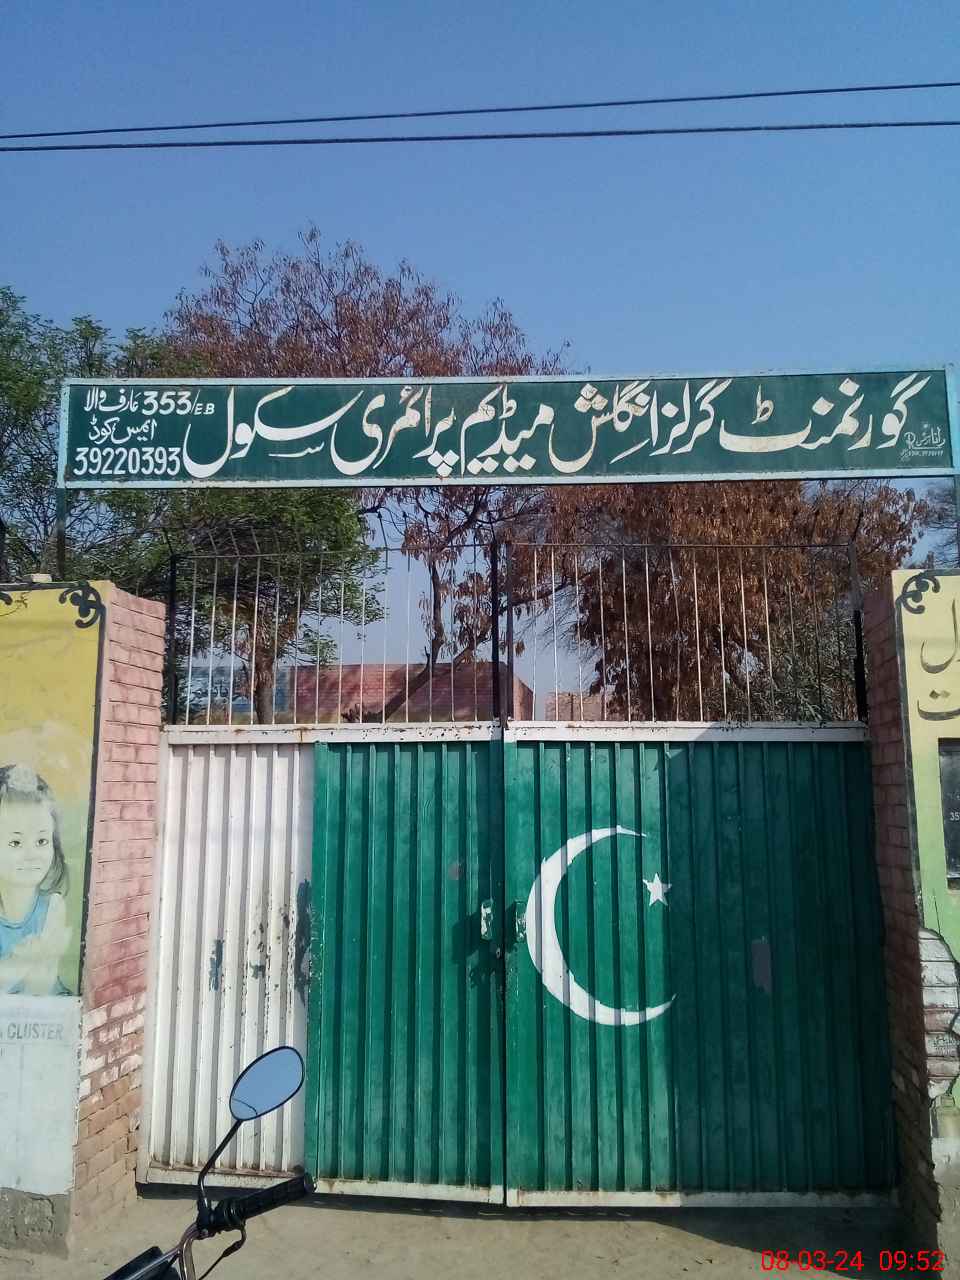 گورنمنٹ گرلز انگلش میڈیم پرائمری سکول
353/EB عارف والا
ایمس کوڈ
39220393
CLUSTER
08-03-24 09:52